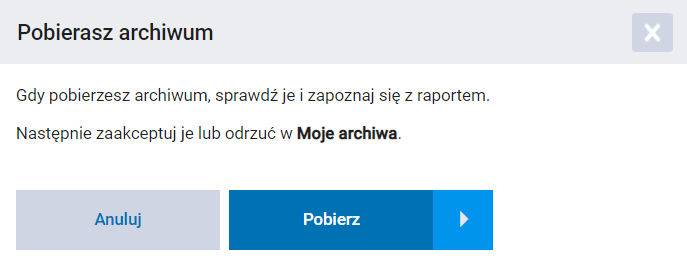 Pobierasz archiwum
Gdy pobierzesz archiwum, sprawdź je i zapoznaj się z raportem.
Następnie zaakceptuj je lub odrzuć w Moje archiwa.
Anuluj
Pobierz